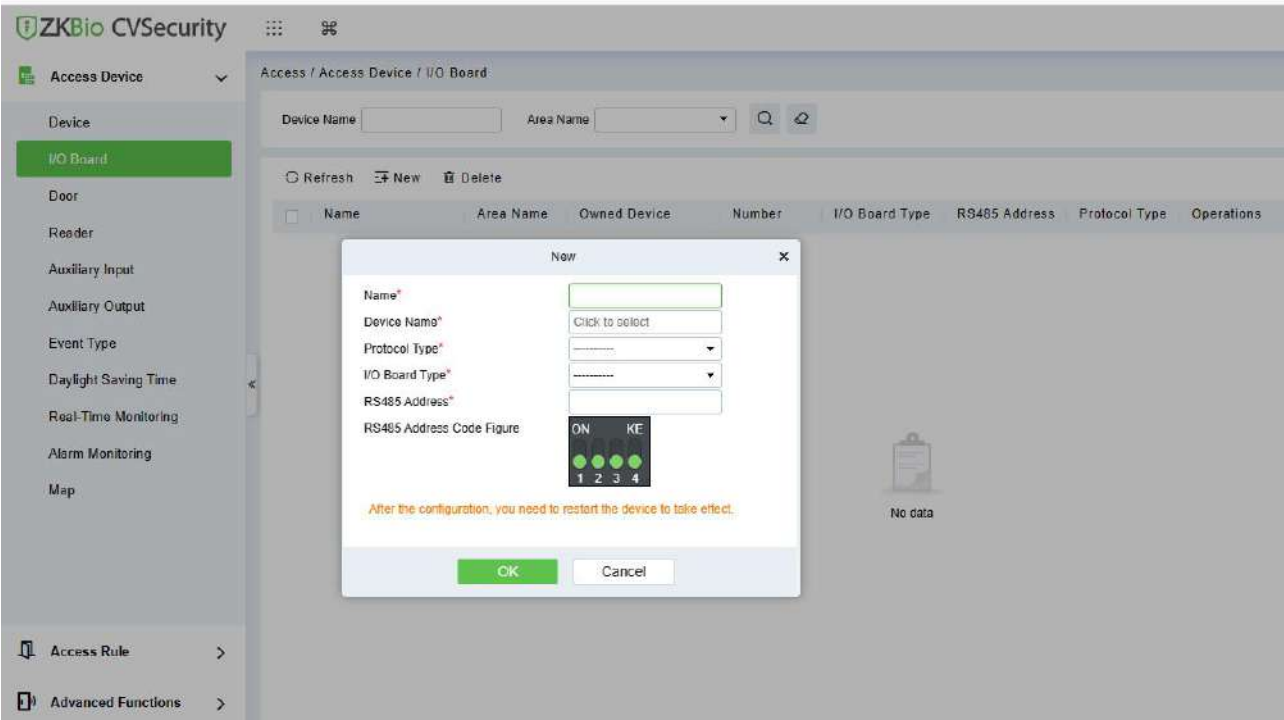 ZKBio CVSecurity
Access Device
Access / Access Device / I/O Board
Device
Device Name
Area Name
I/O Board
Refresh New Delete
Door
Name Area Name Owned Device Number I/O Board Type RS485 Address Protocol Type Operations
Reader
Auxiliary Input
Auxiliary Output
Event Type
Daylight Saving Time
Real-Time Monitoring
Alarm Monitoring
Map
New
Name*
Device Name* Click to select
Protocol Type* ----------
I/O Board Type* ----------
RS485 Address*
RS485 Address Code Figure
ON KE
1 2 3 4
After the configuration, you need to restart the device to take effect.
OK Cancel
No data
Access Rule
Advanced Functions